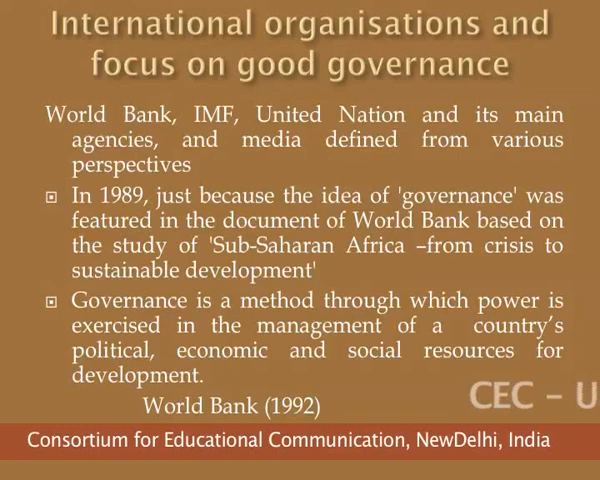 International organisations and
focus on good governance
World Bank, IMF, United Nation and its main
agencies, and media defined from various
perspectives
In 1989, just because the idea of 'governance' was
featured in the document of World Bank based on
the study of 'Sub-Saharan Africa –from crisis to
sustainable development'
Governance is a method through which power is
exercised in the management of a country’s
political, economic and social resources for
development.
World Bank (1992)
CEC – U
Consortium for Educational Communication, NewDelhi, India